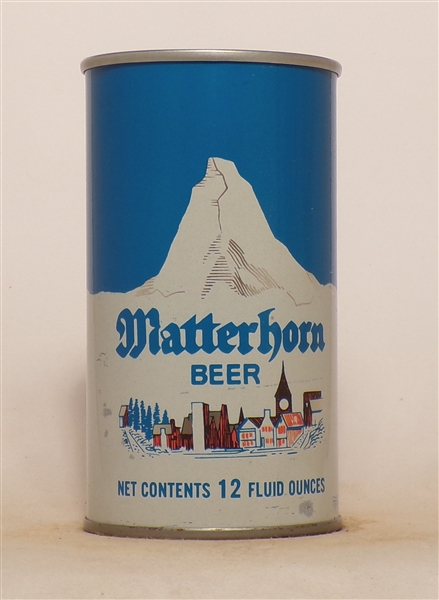 Matterhorn
BEER
NET CONTENTS 12 FLUID OUNCES